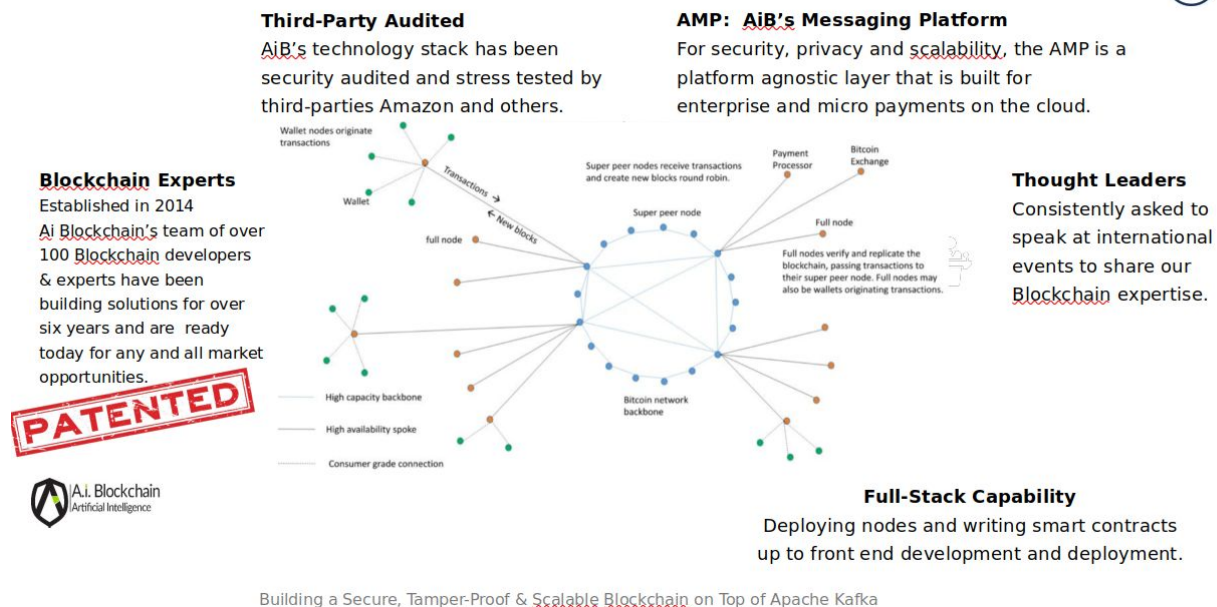 Third-Party Audited
AiB's technology stack has been
security audited and stress tested by
third-parties Amazon and others.
AMP:  AiB's Messaging Platform
For security, privacy and scalability, the AMP is a
platform agnostic layer that is built for
enterprise and micro payments on the cloud.
Blockchain Experts
Established in 2014
Ai Blockchain's team of over
100 Blockchain developers
& experts have been
building solutions for over
six years and are  ready
today for any and all market
opportunities.
PATENTED
A.i. Blockchain
Artificial Intelligence
Wallet nodes originate
transactions
Wallet
Transactions →
← New blocks
full node
Super peer nodes receive transactions
and create new blocks round robin.
Super peer node
Payment
Processor
Bitcoin
Exchange
Full node
Full nodes verify and replicate the
blockchain, passing transactions to
their super peer node. Full nodes may
also be wallets originating transactions.
Bitcoin network
backbone
High capacity backbone
High availability spoke
Consumer grade connection
Thought Leaders
Consistently asked to
speak at international
events to share our
Blockchain expertise.
Full-Stack Capability
Deploying nodes and writing smart contracts
up to front end development and deployment.
Building a Secure, Tamper-Proof & Scalable Blockchain on Top of Apache Kafka